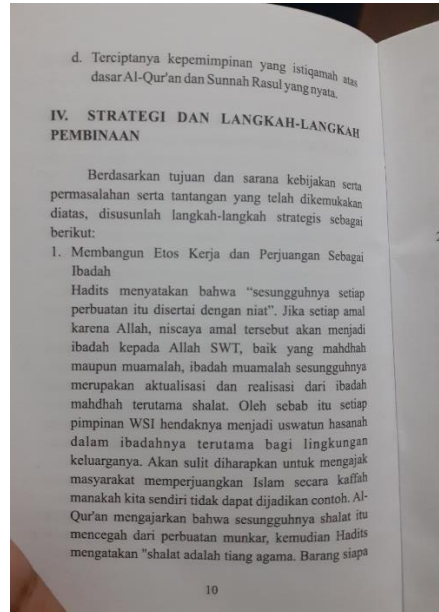 d. Terciptanya kepemimpinan yang istiqamah atas
dasar Al-Qur'an dan Sunnah Rasul yang nyata.
IV. STRATEGI DAN LANGKAH-LANGKAH
PEMBINAAN
Berdasarkan tujuan dan sarana kebijakan serta
permasalahan serta tantangan yang telah dikemukakan
diatas, disusunlah langkah-langkah strategis sebagai
berikut:
1. Membangun Etos Kerja dan Perjuangan Sebagai
Ibadah
Hadits menyatakan bahwa “sesungguhnya setiap
perbuatan itu disertai dengan niat”. Jika setiap amal
karena Allah, niscaya amal tersebut akan menjadi
ibadah kepada Allah SWT, baik yang mahdhah
maupun muamalah, ibadah muamalah sesungguhnya
merupakan aktualisasi dan realisasi dari ibadah
mahdhah terutama shalat. Oleh sebab itu setiap
pimpinan WSI hendaknya menjadi uswatun hasanah
dalam ibadahnya terutama bagi lingkungan
keluarganya. Akan sulit diharapkan untuk mengajak
masyarakat memperjuangkan Islam secara kaffah
manakah kita sendiri tidak dapat dijadikan contoh. Al-
Qur'an mengajarkan bahwa sesungguhnya shalat itu
mencegah dari perbuatan munkar, kemudian Hadits
mengatakan "shalat adalah tiang agama. Barang siapa
10